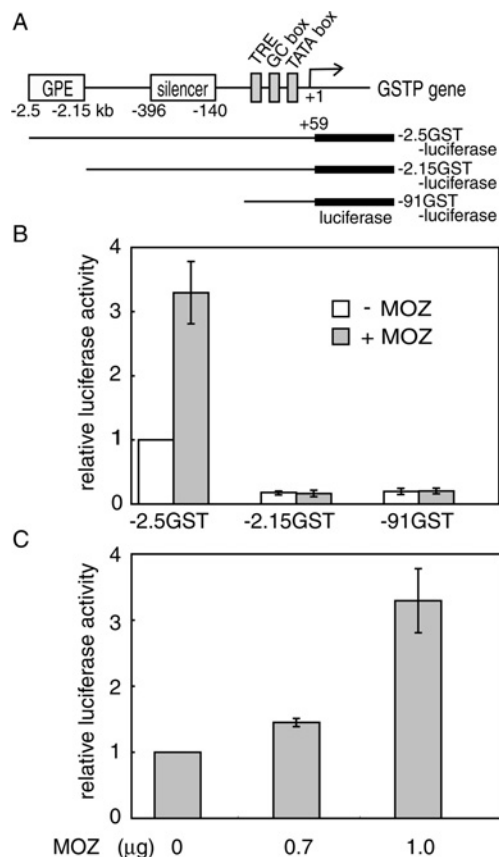 A
TRE
GC box
TATA box
GPE
silencer
GSTP gene
-2.5 -2.15 kb -396 -140 +1
+59
-2.5GST
-luciferase
-2.15GST
-luciferase
-91GST
luciferase -luciferase
B
relative luciferase activity
4
3
2
1
0
- MOZ
+ MOZ
-2.5GST -2.15GST -91GST
C
relative luciferase activity
4
3
2
1
0
MOZ (μg) 0 0.7 1.0